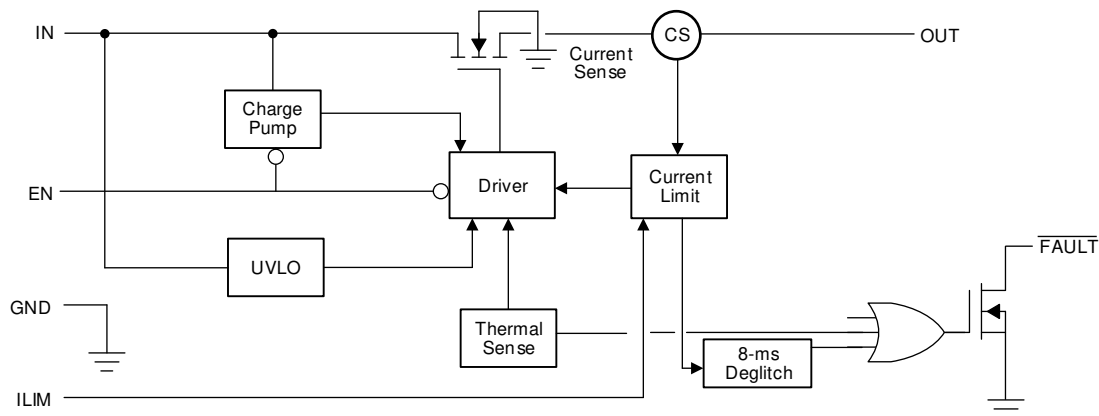 IN
CS
OUT
Current
Sense
Charge
Pump
EN
Driver
Current
Limit
UVLO
FAULT
GND
Thermal
Sense
8-ms
Deglitch
ILIM